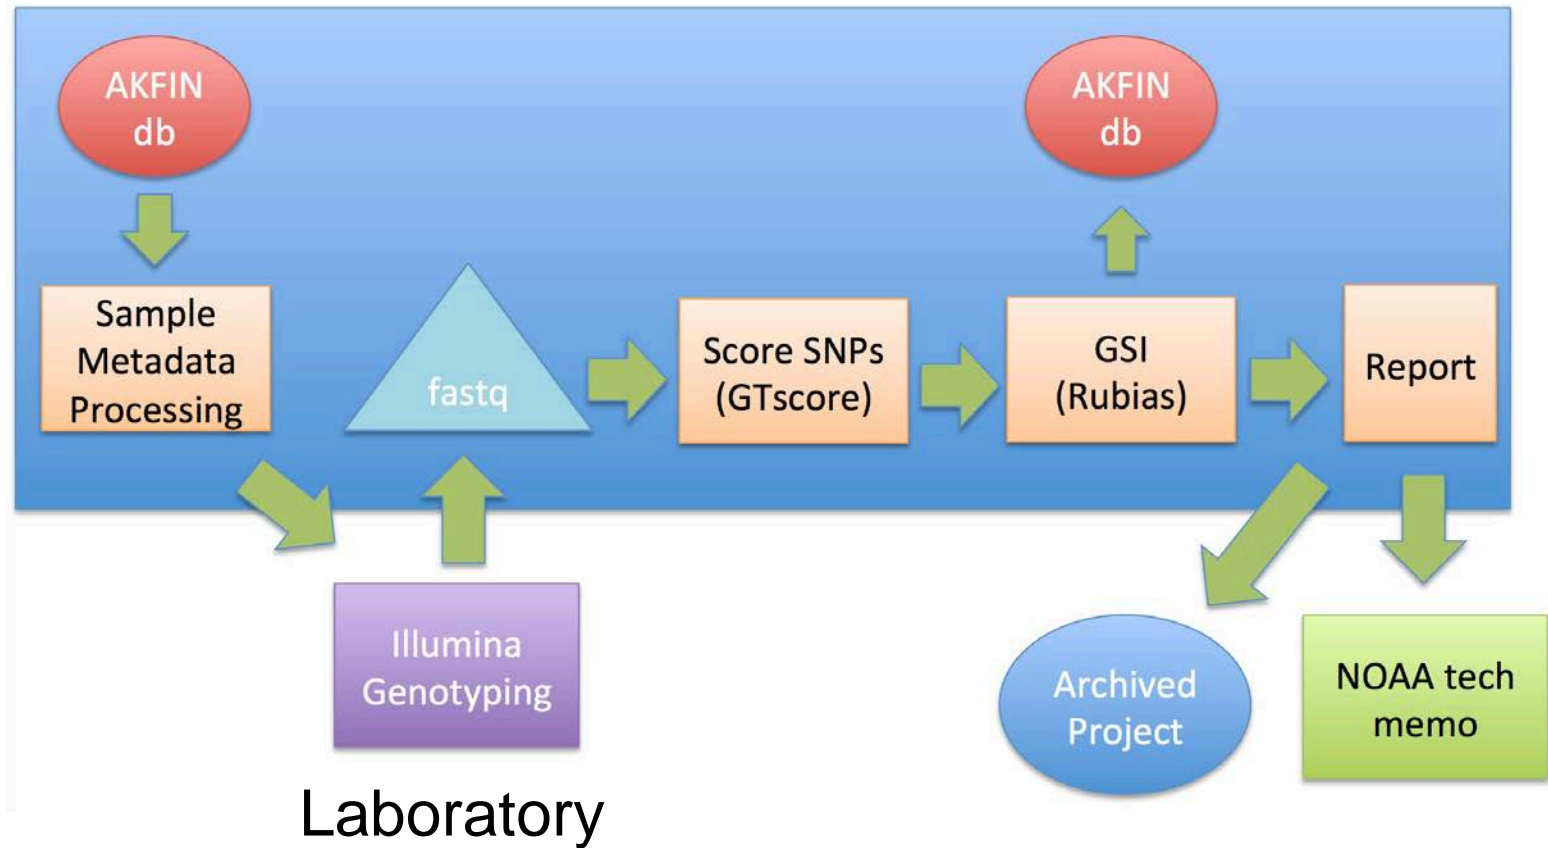 AKFIN
db
AKFIN
db
Sample
Metadata
Processing
fastq
Score SNPs
(GTscore)
GSI
(Rubias)
Report
Illumina
Genotyping
Archived
Project
NOAA tech
memo
Laboratory